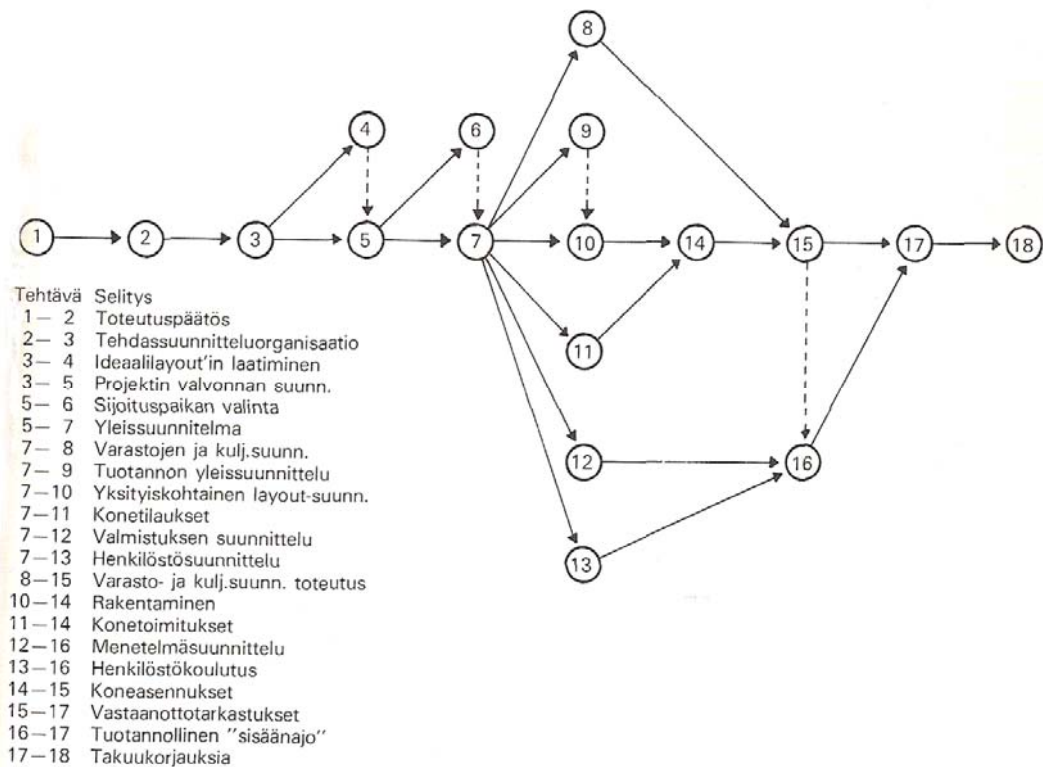 8
4
6
9
1
2
3
5
7
10
14
15
17
18
11
12
16
13
Tehtävä Selitys
1— 2 Toteutuspäätös
2— 3 Tehdassuunnitteluorganisaatio
3— 4 Ideaalilayout'in laatiminen
3— 5 Projektin valvonnan suunn.
5— 6 Sijoituspaikan valinta
5— 7 Yleissuunnitelma
7— 8 Varastojen ja kulj.suunn.
7— 9 Tuotannon yleissuunnittelu
7—10 Yksityiskohtainen layout-suunn.
7—11 Konetilaukset
7—12 Valmistuksen suunnittelu
7—13 Henkilöstösuunnittelu
8—15 Varasto- ja kulj.suunn. toteutus
10—14 Rakentaminen
11—14 Konetoimitukset
12—16 Menetelmäsuunnittelu
13—16 Henkilöstökoulutus
14—15 Koneasennukset
15—17 Vastaanottotarkastukset
16—17 Tuotannollinen ”sisäänajo”
17—18 Takuukorjauksia